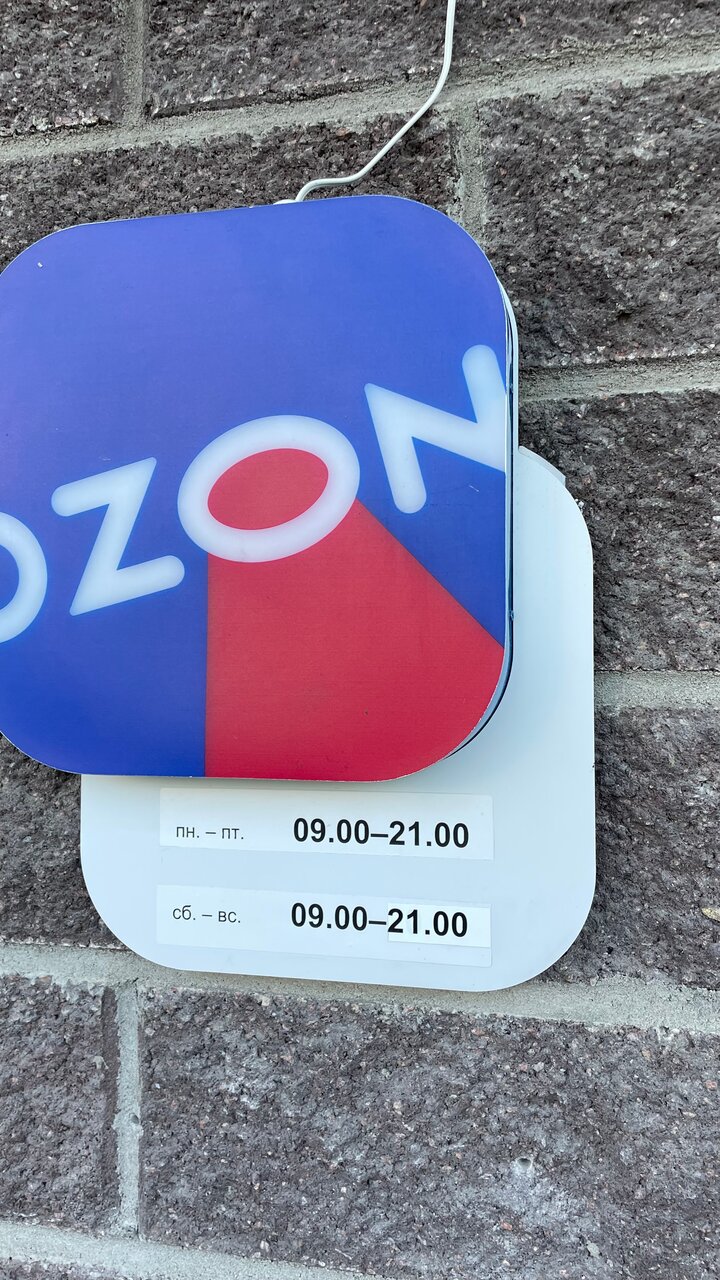 OZON
пн. – пт. 09.00–21.00
сб. – вс. 09.00–21.00